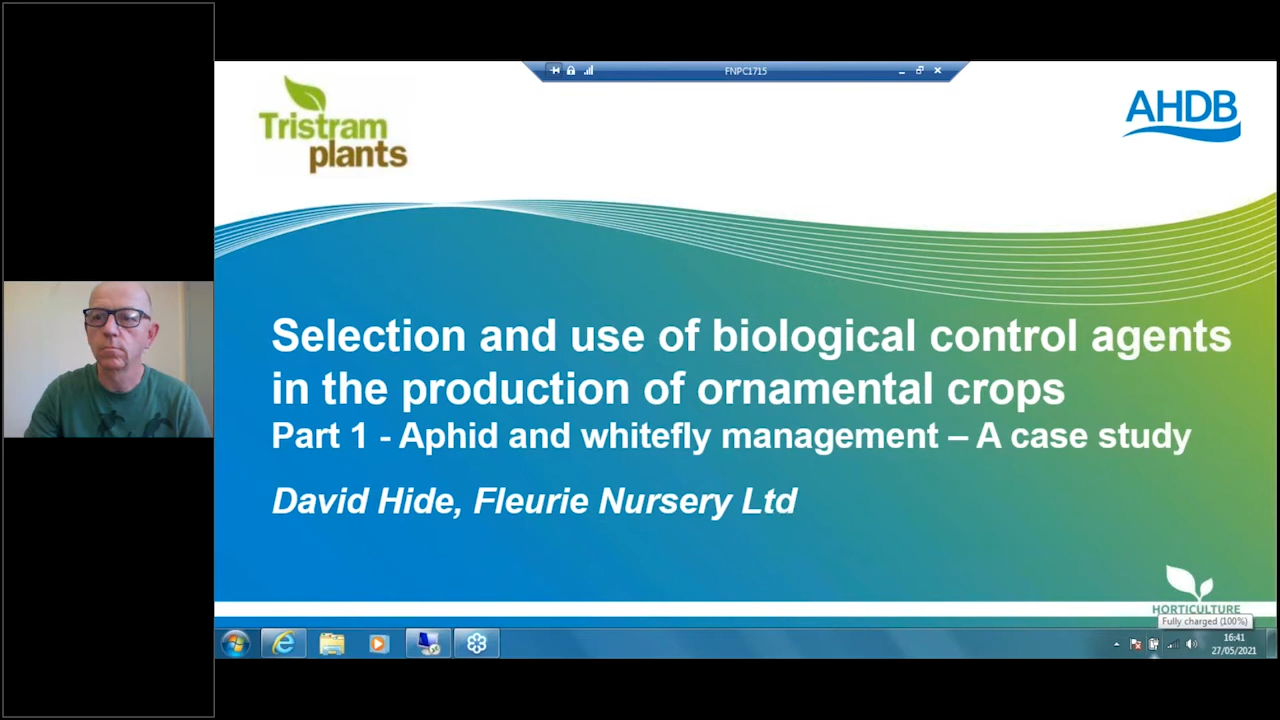 FNPC1715
Tristram
plants
AHDB
Selection and use of biological control agents
in the production of ornamental crops
Part 1 - Aphid and whitefly management – A case study
David Hide, Fleurie Nursery Ltd
HORTICULTURE
Fully charged (100%)
16:41
27/05/2021